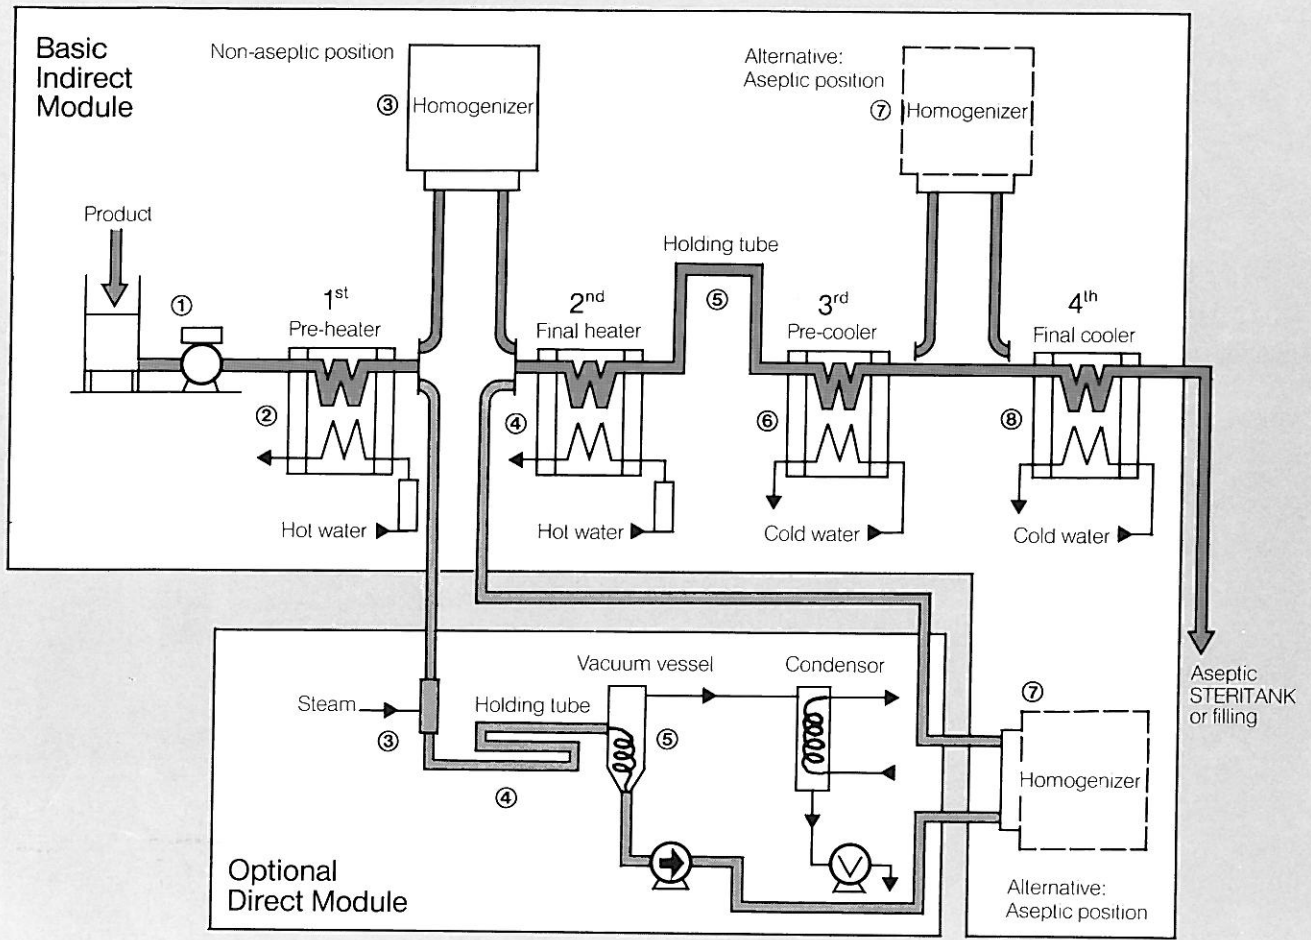 Basic
Indirect
Module
Non-aseptic position
③
Homogenizer
Alternative:
Aseptic position
⑦
Homogenizer
Product
①
1st
Pre-heater
②
Hot water
2nd
Final heater
④
Hot water
Holding tube
⑤
3rd
Pre-cooler
⑥
Cold water
4th
Final cooler
⑧
Cold water
Aseptic
STERITANK
or filling
Steam
③
Holding tube
④
Vacuum vessel
⑤
Condensor
⑦
Homogenizer
Alternative:
Aseptic position
Optional
Direct Module